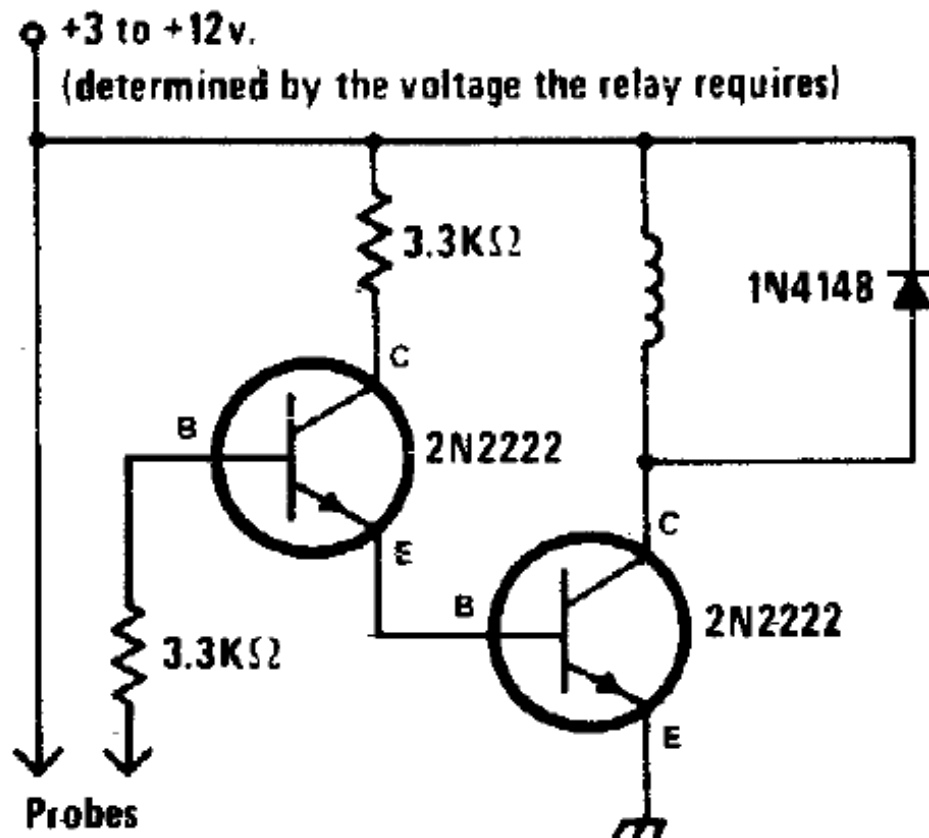 +3 to +12v.
(determined by the voltage the relay requires)
3.3KΩ
1N4148
C
B
2N2222
E
C
B
2N2222
3.3KΩ
E
Probes